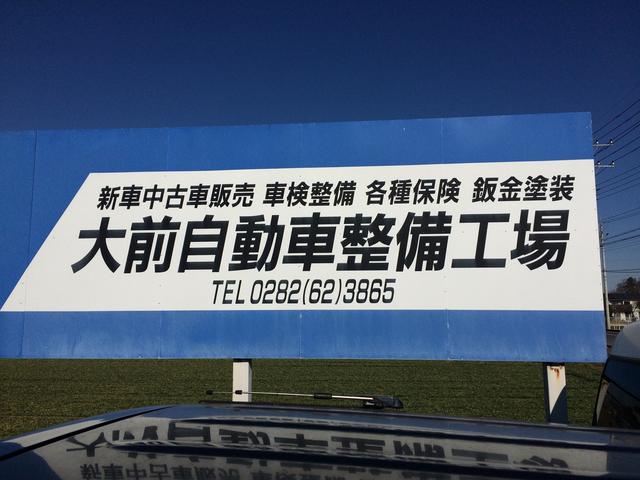 新車中古車販売 車検整備 各種保険 鈑金塗装
大前自動車整備工場
TEL 0282(62)3865